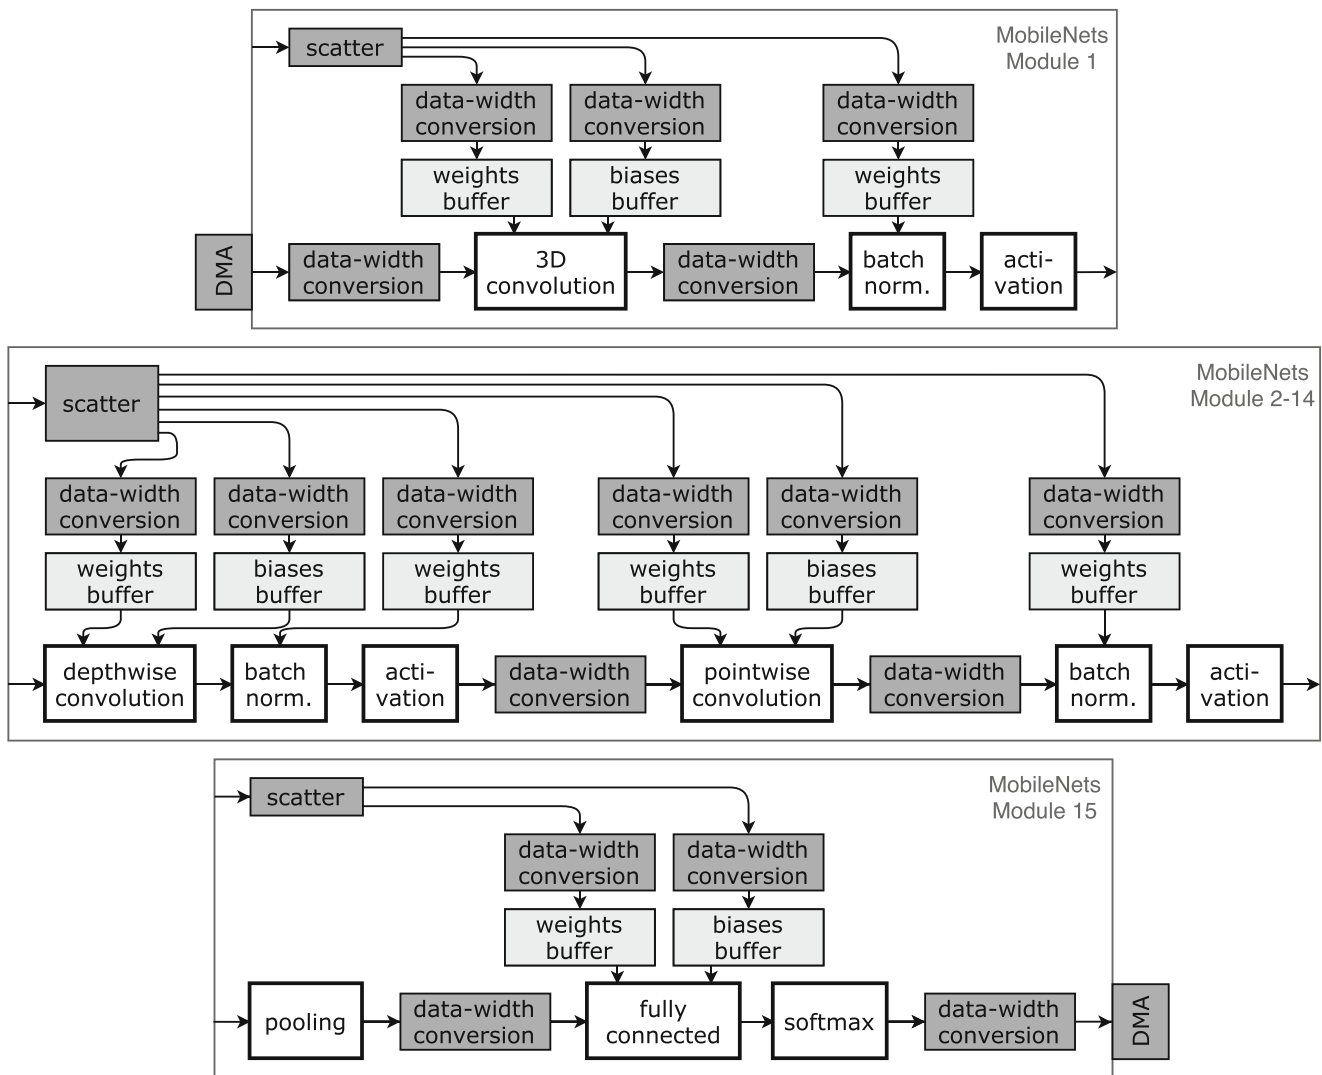 MobileNets
Module 1
scatter
data-width
conversion
data-width
conversion
data-width
conversion
weights
buffer
biases
buffer
weights
buffer
DMA
data-width
conversion
3D
convolution
data-width
conversion
batch
norm.
acti-
vation
MobileNets
Module 2-14
scatter
data-width
conversion
data-width
conversion
data-width
conversion
data-width
conversion
data-width
conversion
data-width
conversion
weights
buffer
biases
buffer
weights
buffer
weights
buffer
biases
buffer
weights
buffer
depthwise
convolution
batch
norm.
acti-
vation
data-width
conversion
pointwise
convolution
data-width
conversion
batch
norm.
acti-
vation
MobileNets
Module 15
scatter
data-width
conversion
data-width
conversion
weights
buffer
biases
buffer
pooling
data-width
conversion
fully
connected
softmax
data-width
conversion
DMA